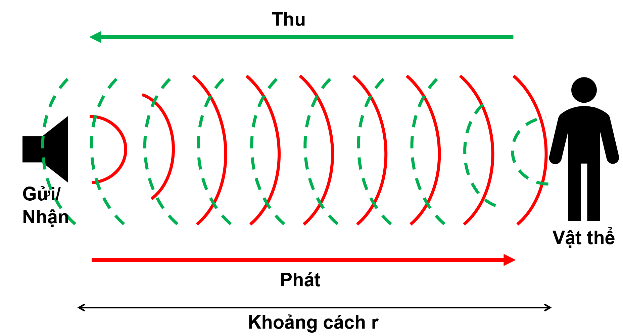 Thu
Gửi/
Nhận
Vật thể
Phát
Khoảng cách r